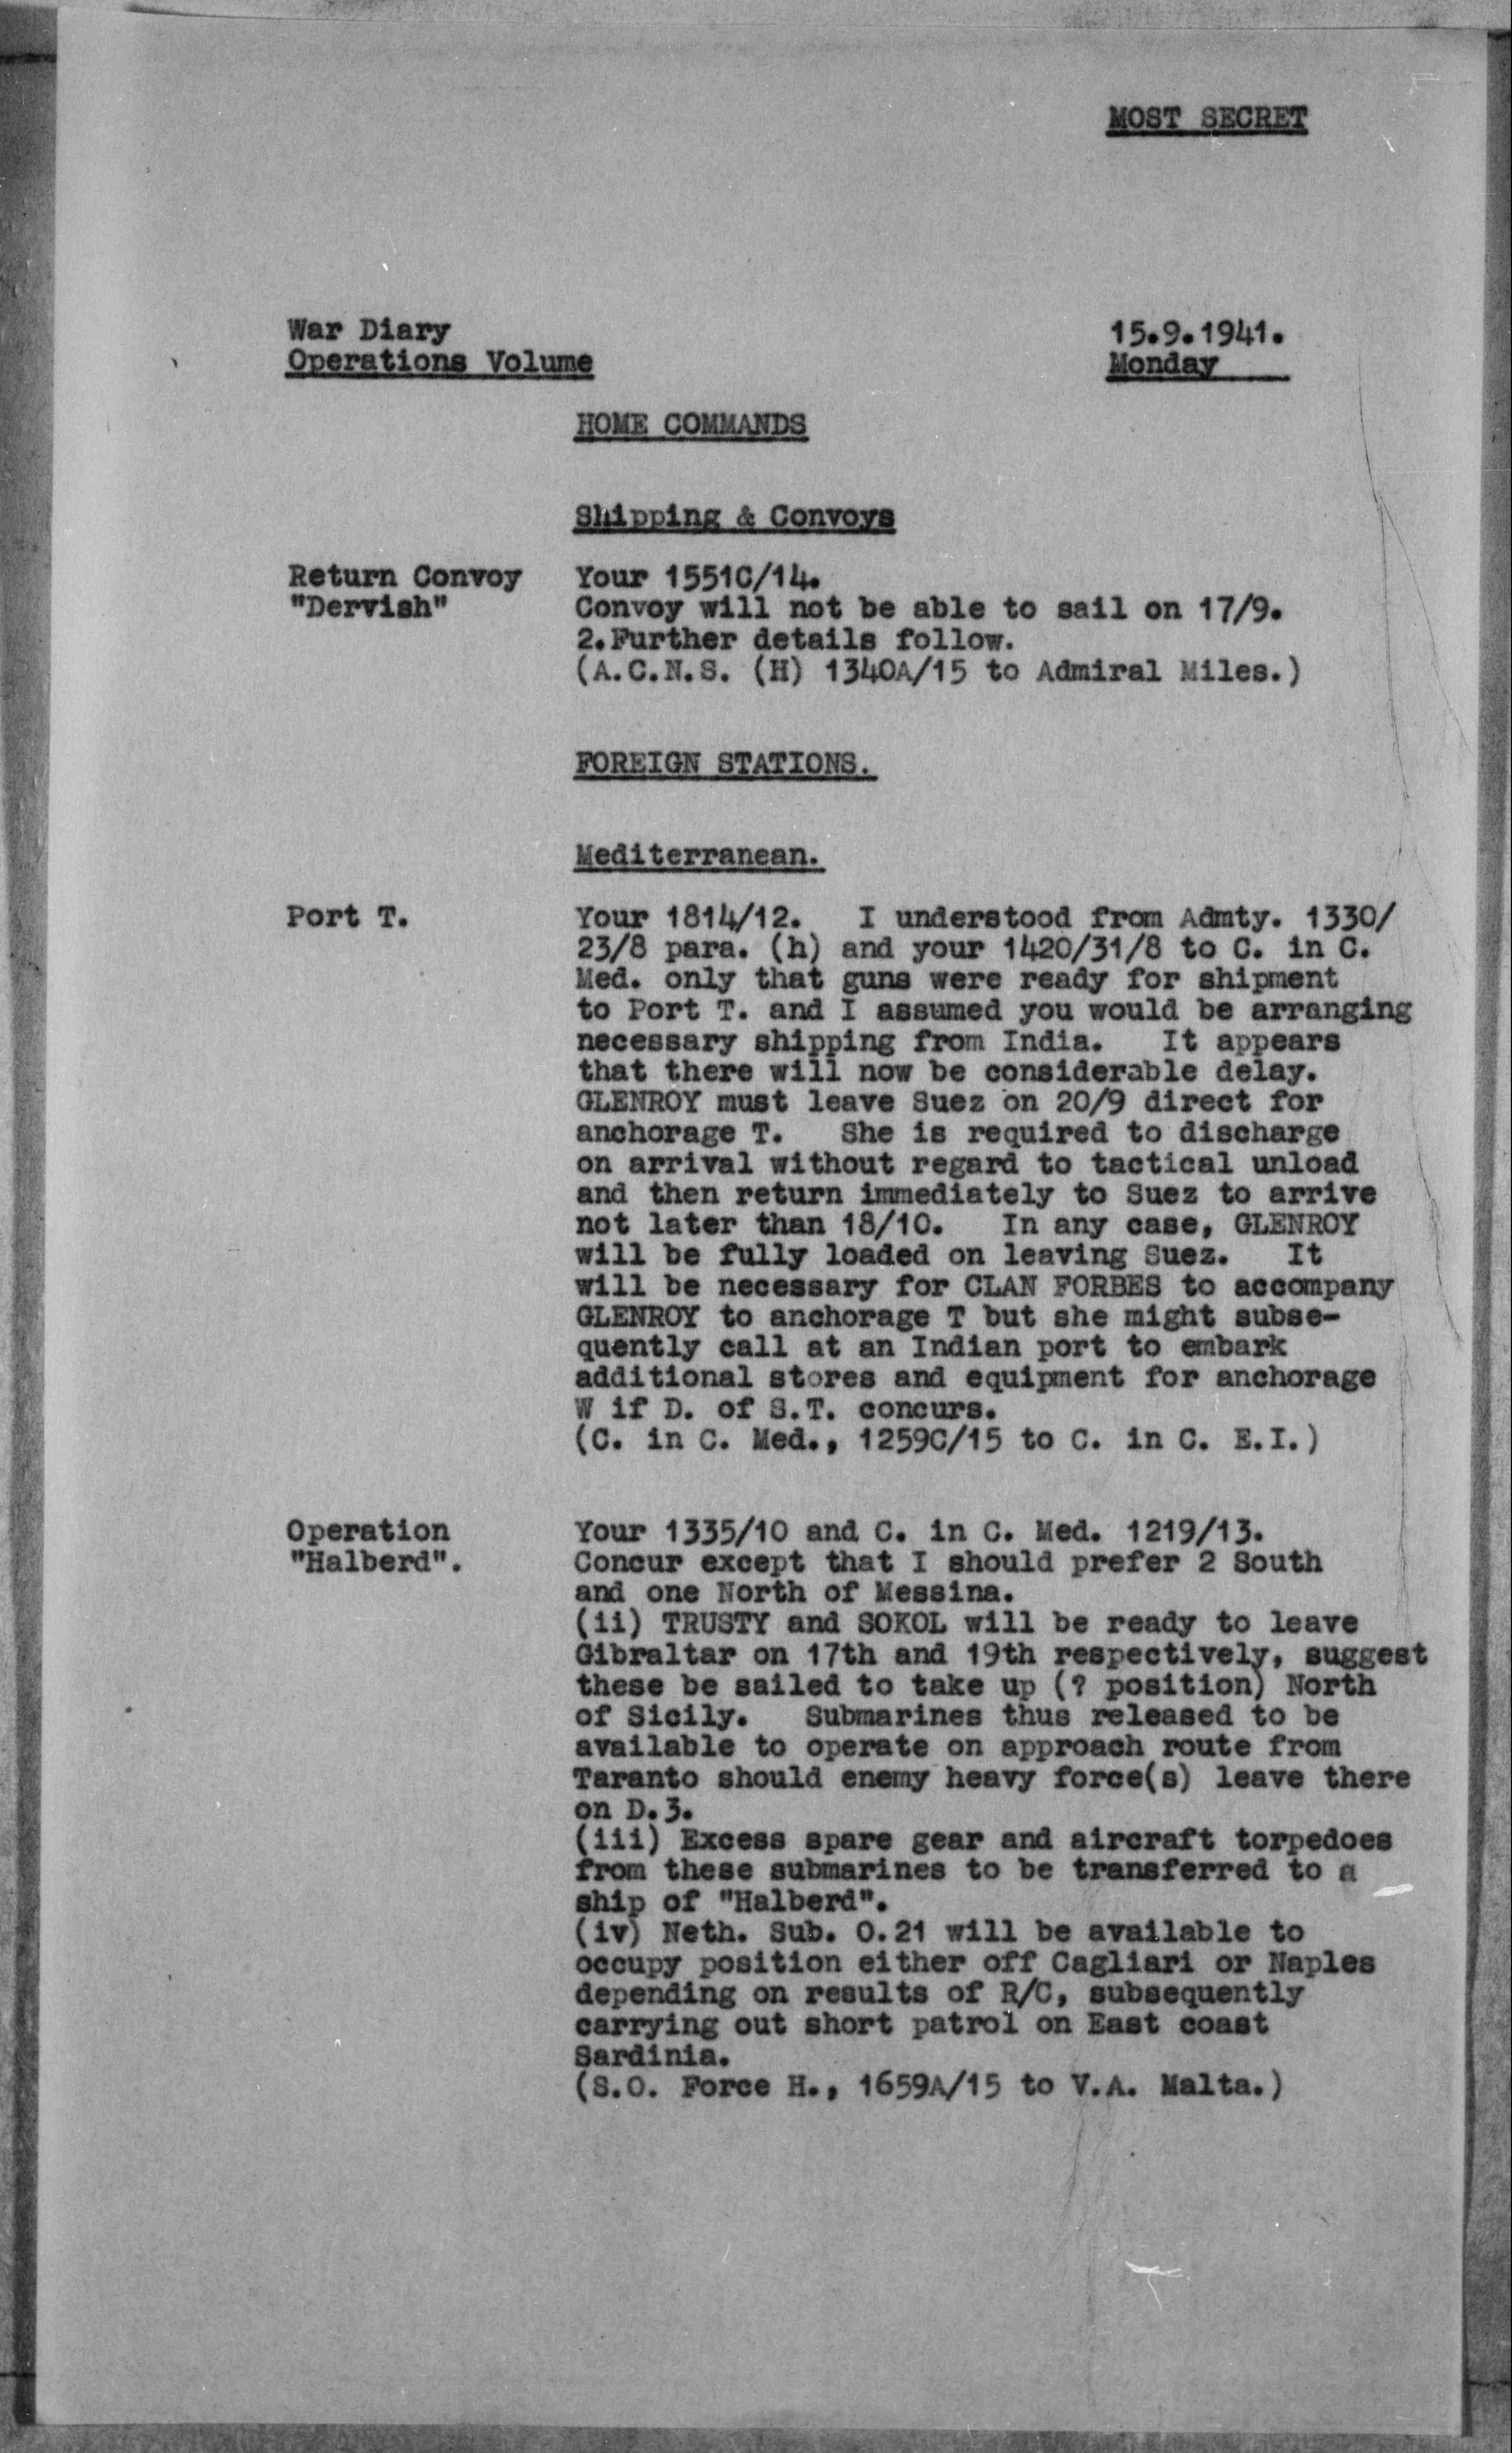 MOST SECRET
War Diary
Operations Volume
15.9.1941.
Monday
HOME COMMANDS
Shipping & Convoys
Return Convoy
"Dervish"
Your 1551C/14.
Convoy will not be able to sail on 17/9.
2.Further details follow.
(A.C.N.S. (H) 1340A/15 to Admiral Miles.)
FOREIGN STATIONS.
Mediterranean.
Port T.
Your 1814/12. I understood from Admty. 1330/
23/8 para. (h) and your 1420/31/8 to C. in C.
Med. only that guns were ready for shipment
to Port T. and I assumed you would be arranging
necessary shipping from India. It appears
that there will now be considerable delay.
GLENROY must leave Suez on 20/9 direct for
anchorage T. She is required to discharge
on arrival without regard to tactical unload
and then return immediately to Suez to arrive
not later than 18/10. In any case, GLENROY
will be fully loaded on leaving Suez. It
will be necessary for CLAN FORBES to accompany
GLENROY to anchorage T but she might subse-
quently call at an Indian port to embark
additional stores and equipment for anchorage
W if D. of S.T. concurs.
(C. in C. Med., 1259C/15 to C. in C. E.I.)
Operation
"Halberd".
Your 1335/10 and C. in C. Med. 1219/13.
Concur except that I should prefer 2 South
and one North of Messina.
(ii) TRUSTY and SOKOL will be ready to leave
Gibraltar on 17th and 19th respectively, suggest
these be sailed to take up (? position) North
of Sicily. Submarines thus released to be
available to operate on approach route from
Taranto should enemy heavy force(s) leave there
on D.3.
(iii) Excess spare gear and aircraft torpedoes
from these submarines to be transferred to a
ship of "Halberd".
(iv) Neth. Sub. O.21 will be available to
occupy position either off Cagliari or Naples
depending on results of R/C, subsequently
carrying out short patrol on East coast
Sardinia.
(S.O. Force H., 1659A/15 to V.A. Malta.)